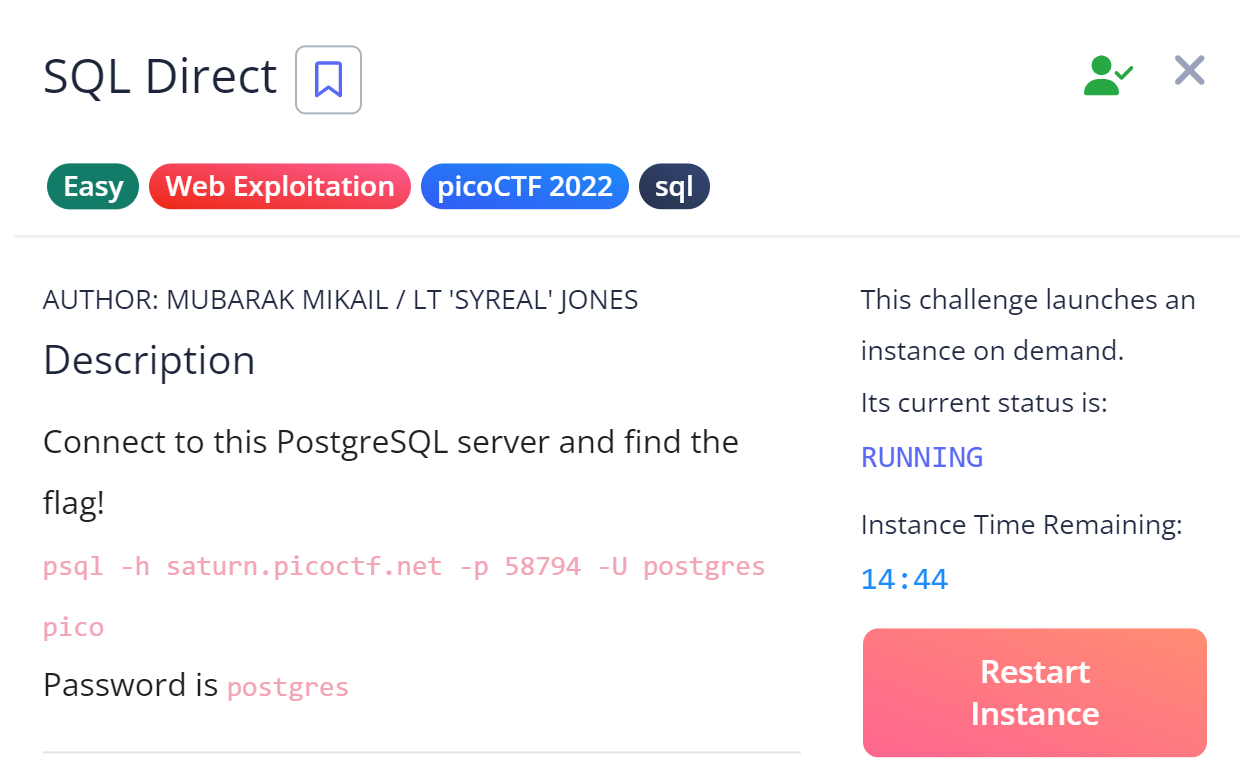 SQL Direct
Easy Web Exploitation picoCTF 2022 sql
AUTHOR: MUBARAK MIKAIL / LT 'SYREAL' JONES
Description
Connect to this PostgreSQL server and find the
flag!
psql -h saturn.picoctf.net -p 58794 -U postgres
pico
Password is postgres
This challenge launches an
instance on demand.
Its current status is:
RUNNING
Instance Time Remaining:
14:44
Restart
Instance